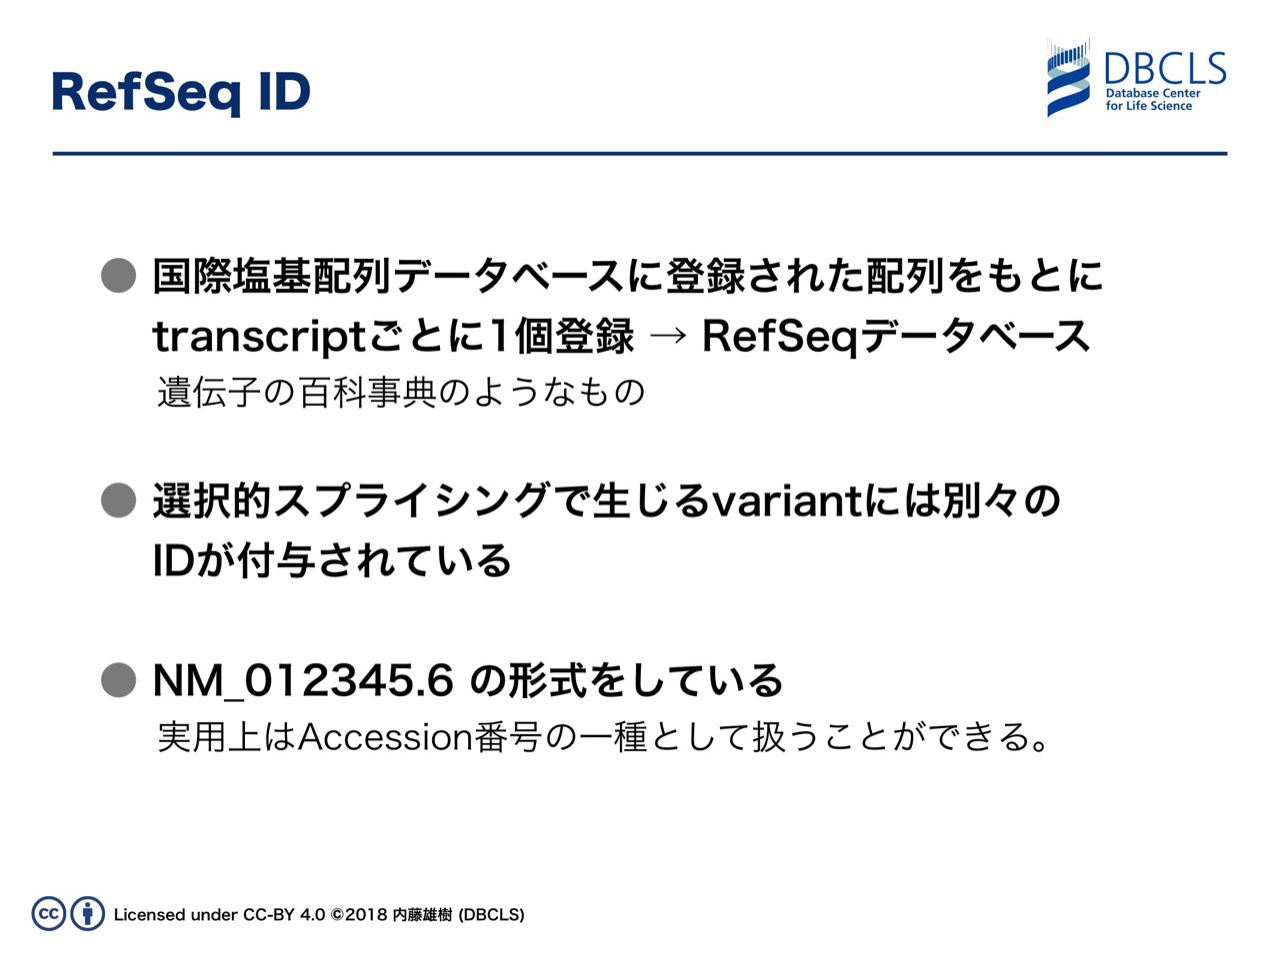 RefSeq ID
DBCLS
Database Center
for Life Science
● 国際塩基配列データベースに登録された配列をもとに
transcriptごとに1個登録 → RefSeqデータベース
遺伝子の百科事典のようなもの
● 選択的スプライシングで生じるvariantには別々の
IDが付与されている
● NM_012345.6 の形式をしている
実用上はAccession番号の一種として扱うことができる。
cc Licensed under CC-BY 4.0 ©2018 内藤雄樹 (DBCLS)